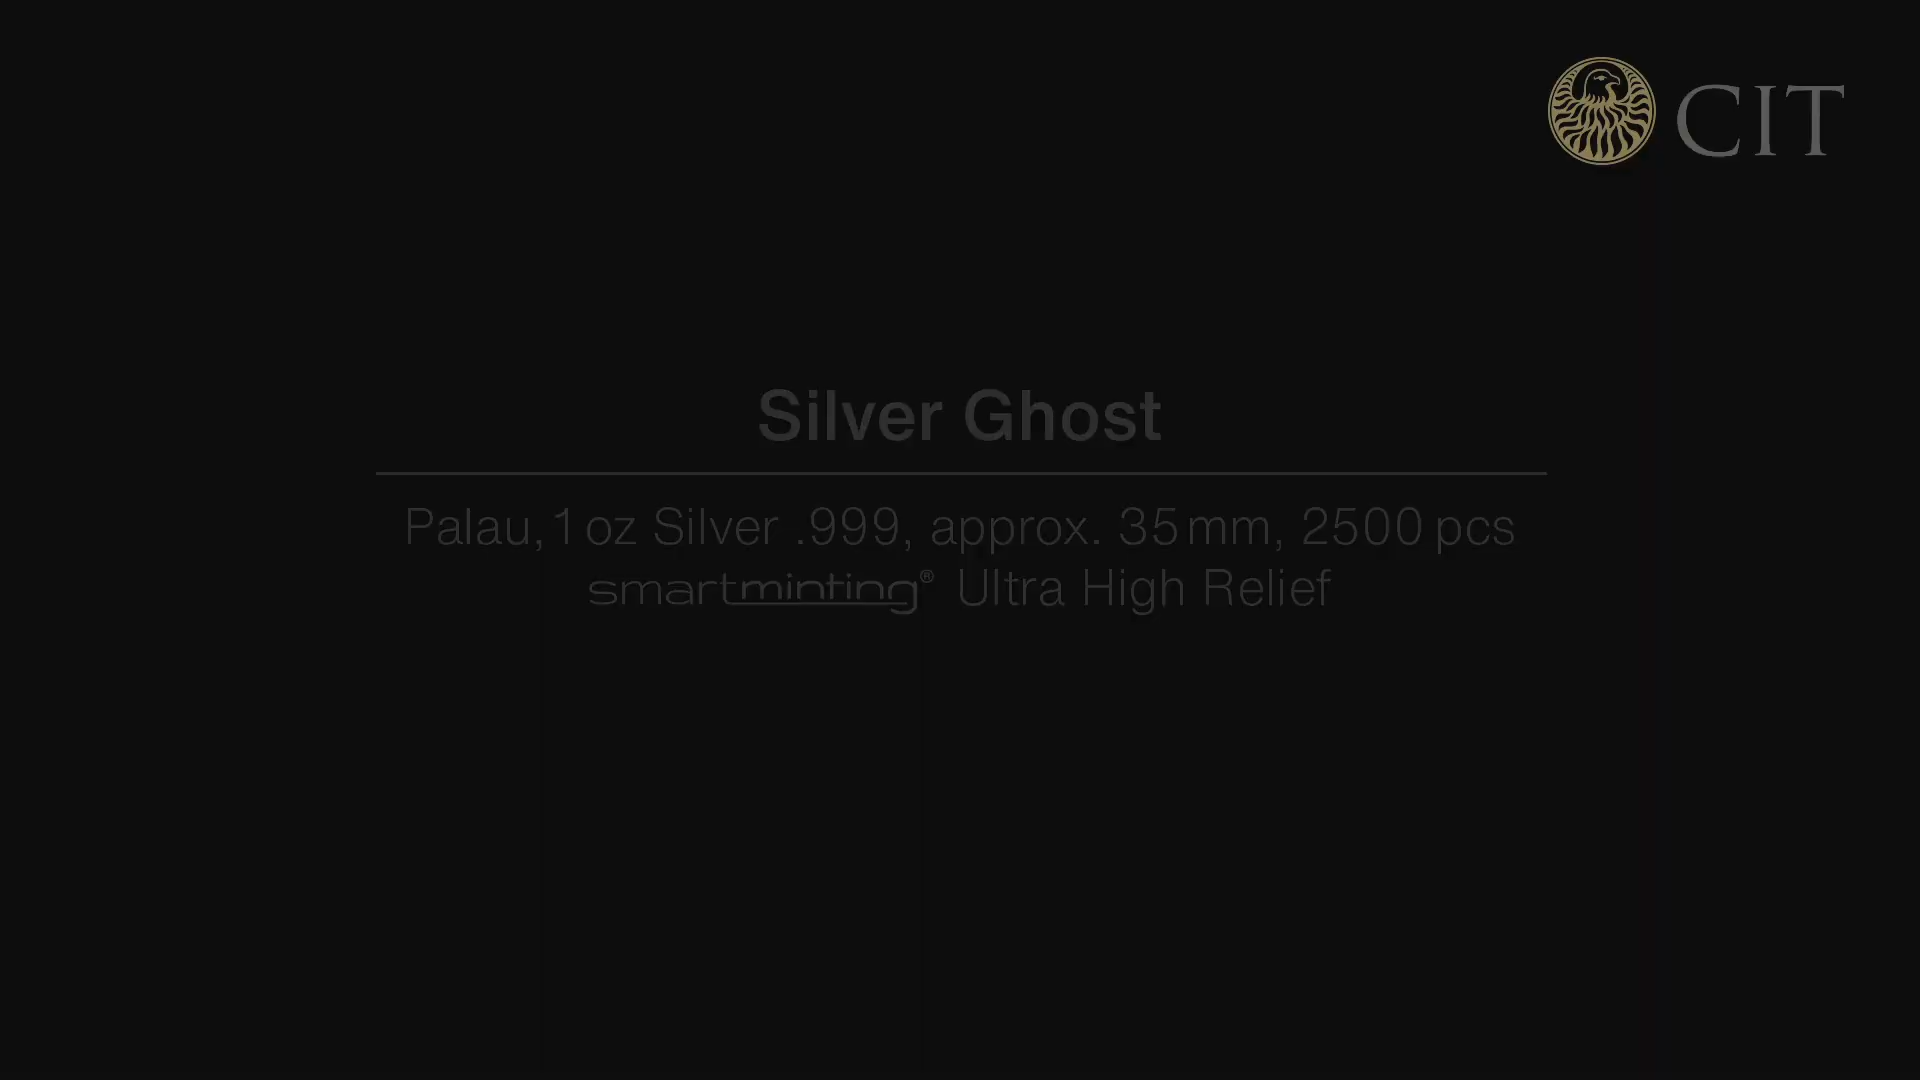 CIT
Silver Ghost
Palau, 1 oz Silver .999, approx. 35 mm, 2500 pcs
smartminting® Ultra High Relief